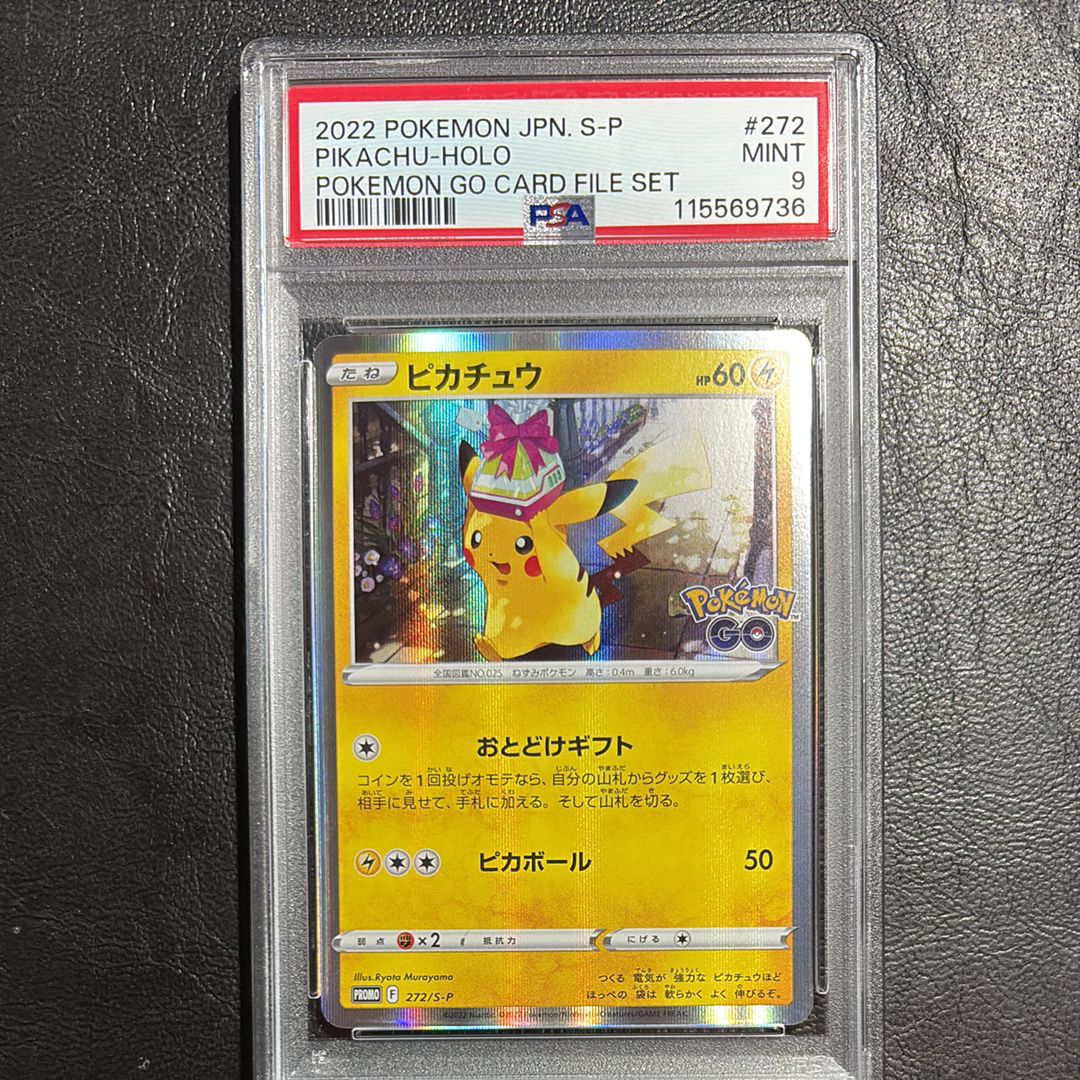 2022 POKEMON JPN. S-P #272
PIKACHU-HOLO MINT
POKEMON GO CARD FILE SET 9
PSA 115569736
たね ピカチュウ HP60
Pokémon
GO
全国図鑑NO.025 ねずみポケモン 高さ:0.4m 重さ:6.0kg
おとどけギフト
コインを1回投げオモテなら、自分の山札からグッズを1枚選び、
相手に見せて、手札に加える。そして山札を切る。
ピカボール 50
弱点 ×2 抵抗力 にげる
Illus.Ryota Murayama
つくる 電気が 強力な ピカチュウほど
ほっぺの 袋は 軟らかく よく 伸びるぞ。
PROMO F 272/S-P
©2022 Niantic ©2022 Pokémon/Nintendo/Creatures/GAME FREAK